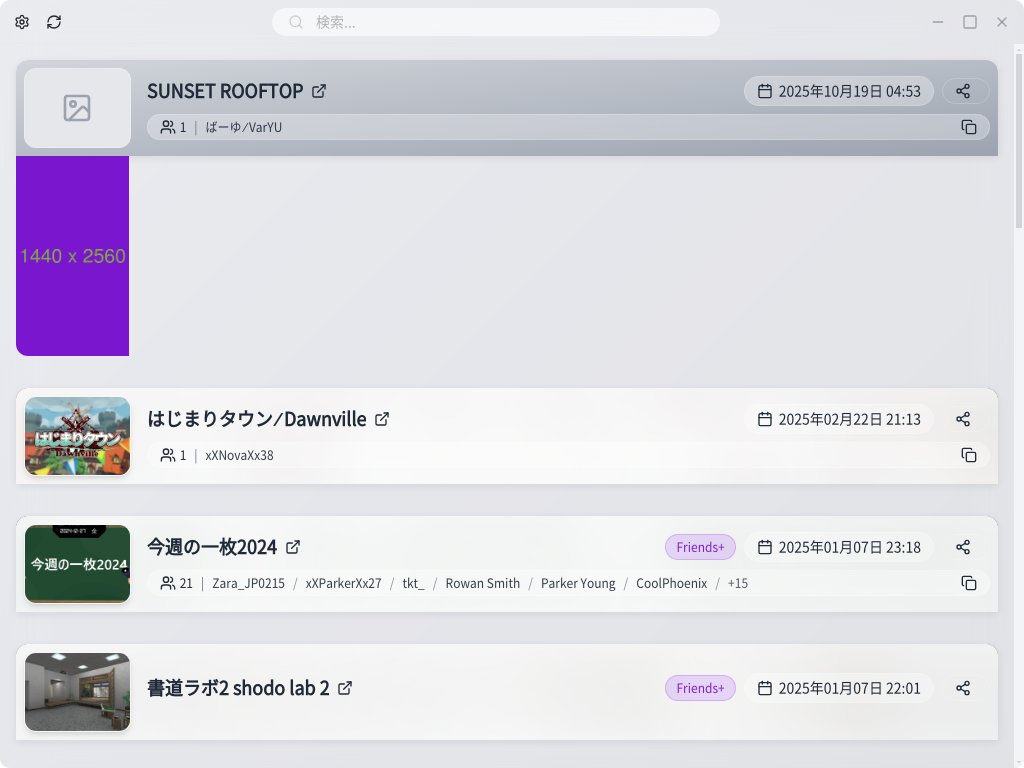 検索...
SUNSET ROOFTOP
2025年10月19日 04:53
1 | ばーゆ/VarYU
1440 x 2560
はじまりタウン/Dawnville
2025年02月22日 21:13
はじまりタウン
Dawnville
1 | xXNovaXx38
今週の一枚2024
Friends+
2025年01月07日 23:18
今週の一枚2024
21 | Zara_JP0215 / xXParkerXx27 / tkt_ / Rowan Smith / Parker Young / CoolPhoenix / +15
書道ラボ2 shodo lab 2
Friends+
2025年01月07日 22:01